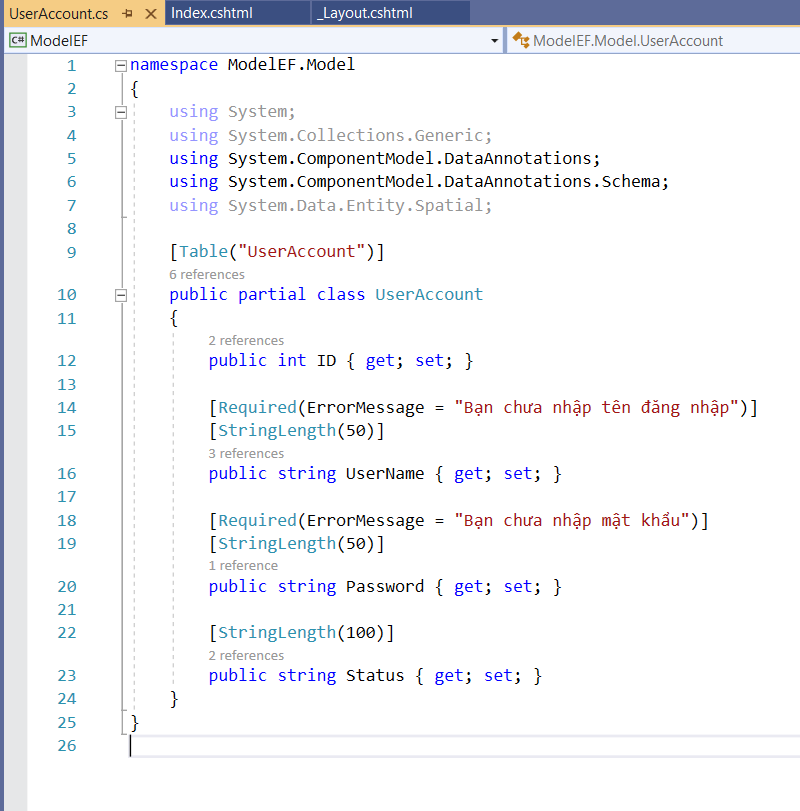 UserAccount.cs
Index.cshtml
_Layout.cshtml
C# ModelEF
ModelEF.Model.UserAccount
1 namespace ModelEF.Model
2 {
3 using System;
4 using System.Collections.Generic;
5 using System.ComponentModel.DataAnnotations;
6 using System.ComponentModel.DataAnnotations.Schema;
7 using System.Data.Entity.Spatial;
8
9 [Table("UserAccount")]
6 references
10 public partial class UserAccount
11 {
2 references
12 public int ID { get; set; }
13
14 [Required(ErrorMessage = "Bạn chưa nhập tên đăng nhập")]
15 [StringLength(50)]
3 references
16 public string UserName { get; set; }
17
18 [Required(ErrorMessage = "Bạn chưa nhập mật khẩu")]
19 [StringLength(50)]
1 reference
20 public string Password { get; set; }
21
22 [StringLength(100)]
2 references
23 public string Status { get; set; }
24 }
25 }
26